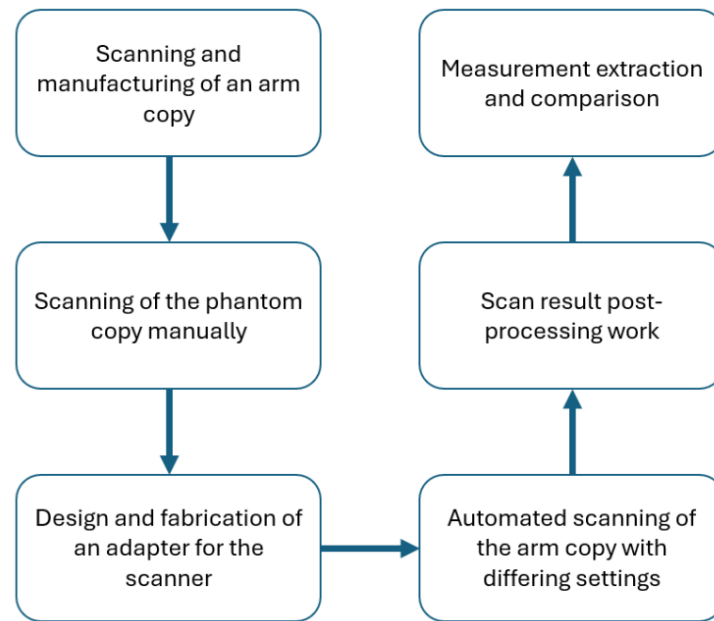 Scanning and
manufacturing of an arm
copy
Scanning of the phantom
copy manually
Design and fabrication of
an adapter for the
scanner
Automated scanning of
the arm copy with
differing settings
Scan result post-
processing work
Measurement extraction
and comparison